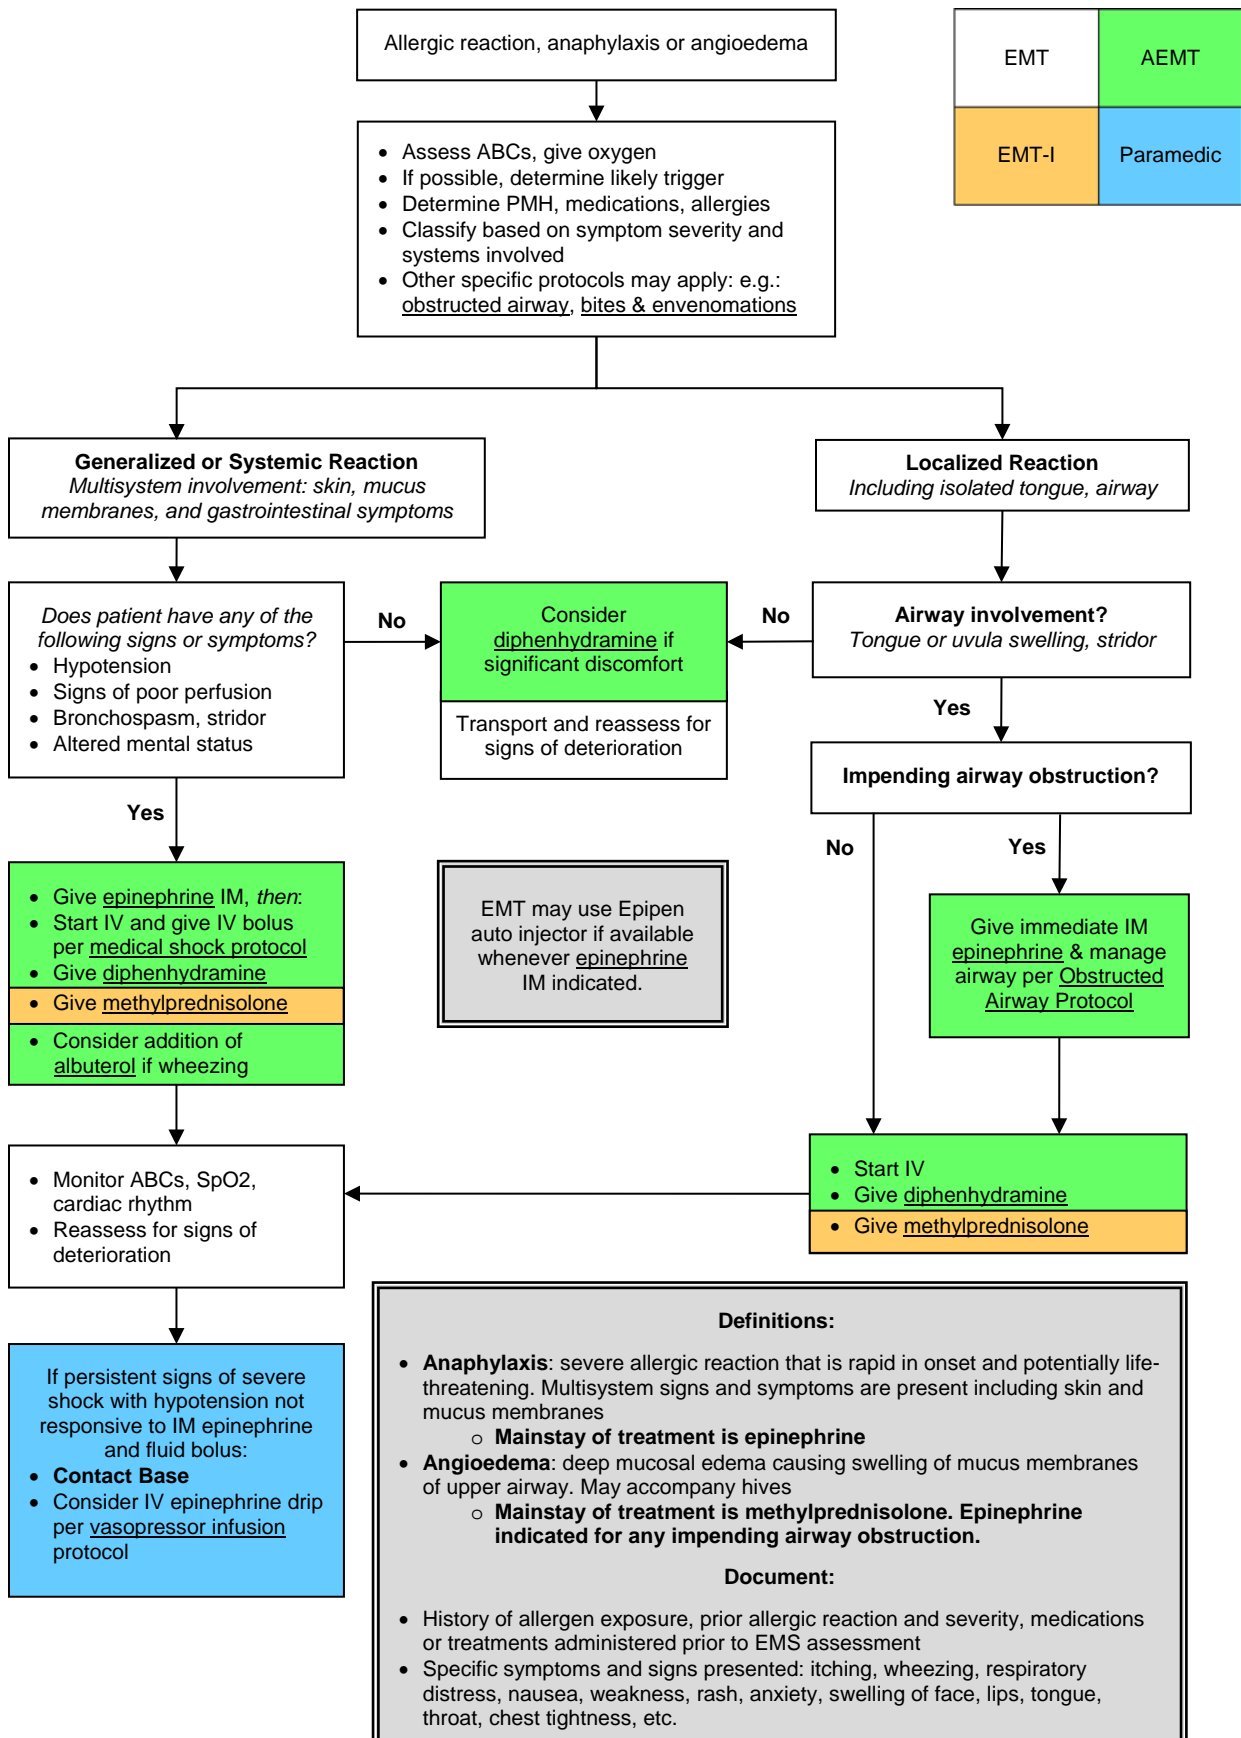 Allergic reaction, anaphylaxis or angioedema
EMT
AEMT
EMT-I
Paramedic
• Assess ABCs, give oxygen
• If possible, determine likely trigger
• Determine PMH, medications, allergies
• Classify based on symptom severity and
systems involved
• Other specific protocols may apply: e.g.:
obstructed airway, bites & envenomations
Generalized or Systemic Reaction
Multisystem involvement: skin, mucus
membranes, and gastrointestinal symptoms
Localized Reaction
Including isolated tongue, airway
Does patient have any of the
following signs or symptoms?
• Hypotension
• Signs of poor perfusion
• Bronchospasm, stridor
• Altered mental status
No
Consider
diphenhydramine if
significant discomfort
Transport and reassess for
signs of deterioration
No
Airway involvement?
Tongue or uvula swelling, stridor
Yes
Impending airway obstruction?
Yes
No
Yes
• Give epinephrine IM, then:
• Start IV and give IV bolus
per medical shock protocol
• Give diphenhydramine
• Give methylprednisolone
• Consider addition of
albuterol if wheezing
EMT may use Epipen
auto injector if available
whenever epinephrine
IM indicated.
Give immediate IM
epinephrine & manage
airway per Obstructed
Airway Protocol
• Monitor ABCs, SpO2,
cardiac rhythm
• Reassess for signs of
deterioration
• Start IV
• Give diphenhydramine
• Give methylprednisolone
If persistent signs of severe
shock with hypotension not
responsive to IM epinephrine
and fluid bolus:
• Contact Base
• Consider IV epinephrine drip
per vasopressor infusion
protocol
Definitions:
• Anaphylaxis: severe allergic reaction that is rapid in onset and potentially life-
threatening. Multisystem signs and symptoms are present including skin and
mucus membranes
o Mainstay of treatment is epinephrine
• Angioedema: deep mucosal edema causing swelling of mucus membranes
of upper airway. May accompany hives
o Mainstay of treatment is methylprednisolone. Epinephrine
indicated for any impending airway obstruction.
Document:
• History of allergen exposure, prior allergic reaction and severity, medications
or treatments administered prior to EMS assessment
• Specific symptoms and signs presented: itching, wheezing, respiratory
distress, nausea, weakness, rash, anxiety, swelling of face, lips, tongue,
throat, chest tightness, etc.